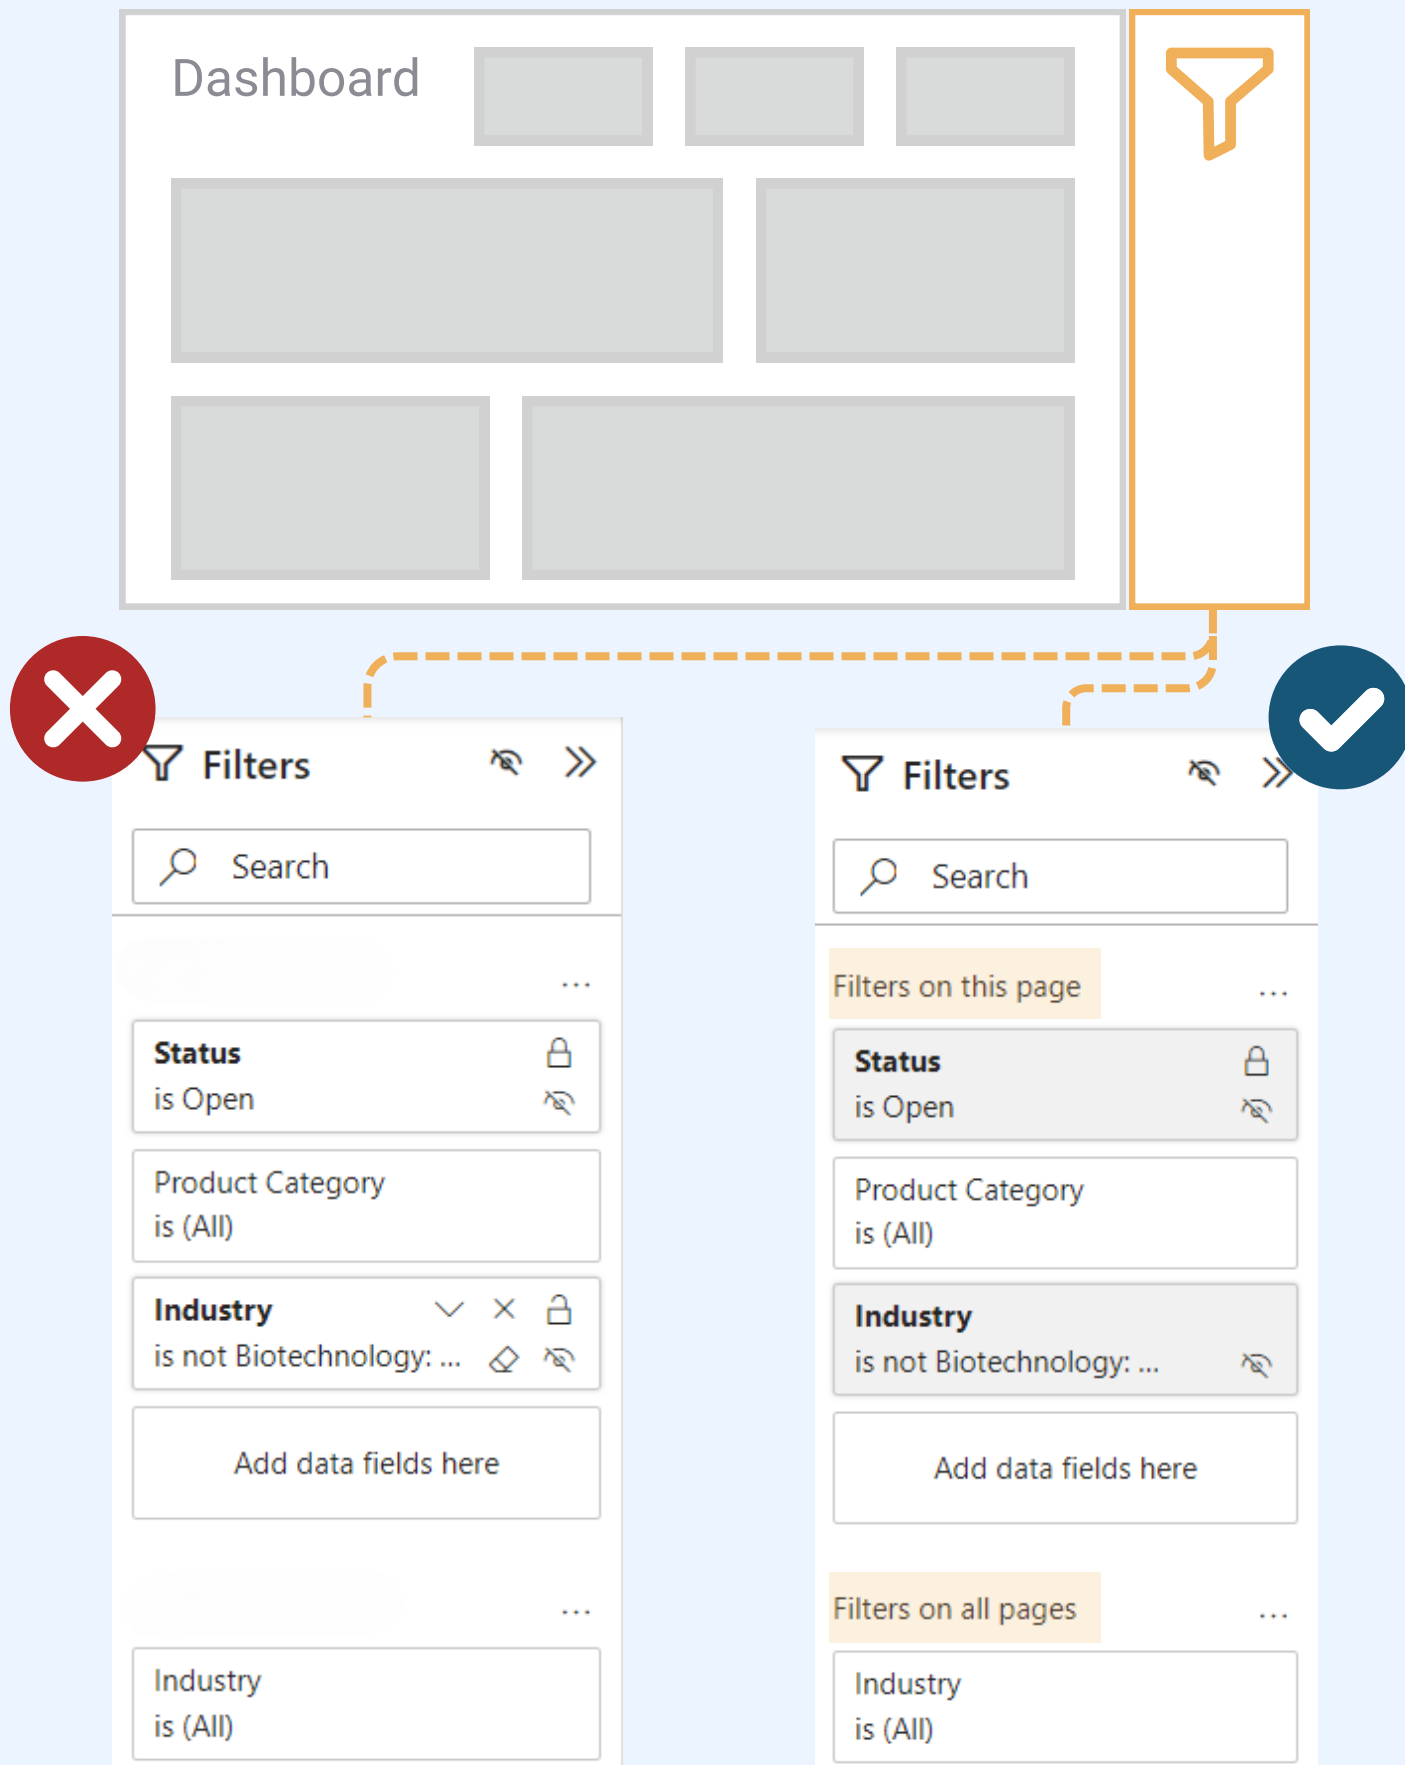 Dashboard
Filters
Search
...
Status
is Open
Product Category
is (All)
Industry
is not Biotechnology: ...
Add data fields here
...
Industry
is (All)
Filters
Search
Filters on this page
...
Status
is Open
Product Category
is (All)
Industry
is not Biotechnology: ...
Add data fields here
Filters on all pages
...
Industry
is (All)